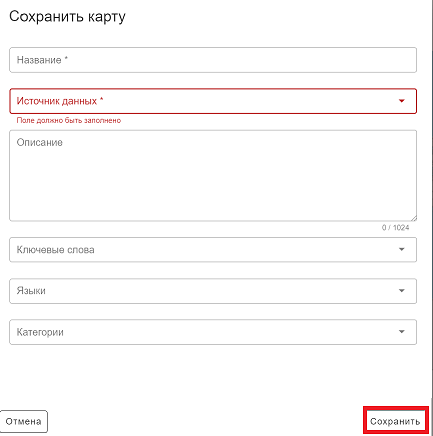 Сохранить карту
Название *
Источник данных *
Поле должно быть заполнено
Описание
0 / 1024
Ключевые слова
Языки
Категории
Отмена
Сохранить